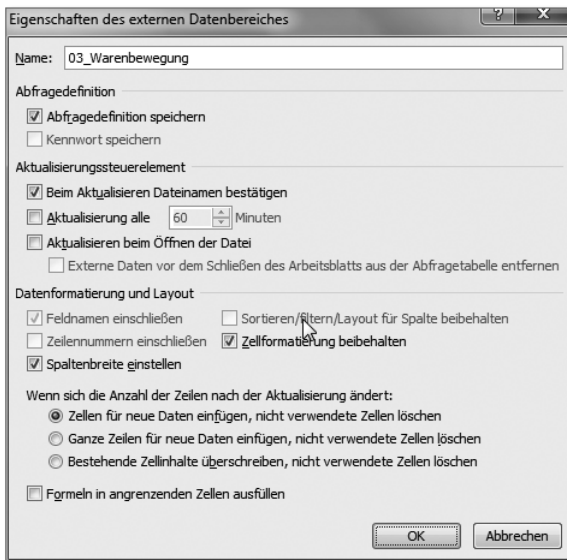 Eigenschaften des externen Datenbereiches
Name: 03_Warenbewegung
Abfragedefinition
Abfragedefinition speichern
Kennwort speichern
Aktualisierungssteuerelement
Beim Aktualisieren Dateinamen bestätigen
Aktualisierung alle 60 Minuten
Aktualisieren beim Öffnen der Datei
Externe Daten vor dem Schließen des Arbeitsblatts aus der Abfragetabelle entfernen
Datenformatierung und Layout
Feldnamen einschließen Sortieren/filtern/Layout für Spalte beibehalten
Zeilennummern einschließen Zellformatierung beibehalten
Spaltenbreite einstellen
Wenn sich die Anzahl der Zeilen nach der Aktualisierung ändert:
Zellen für neue Daten einfügen, nicht verwendete Zellen löschen
Ganze Zeilen für neue Daten einfügen, nicht verwendete Zellen löschen
Bestehende Zellinhalte überschreiben, nicht verwendete Zellen löschen
Formeln in angrenzenden Zellen ausfüllen
OK Abbrechen